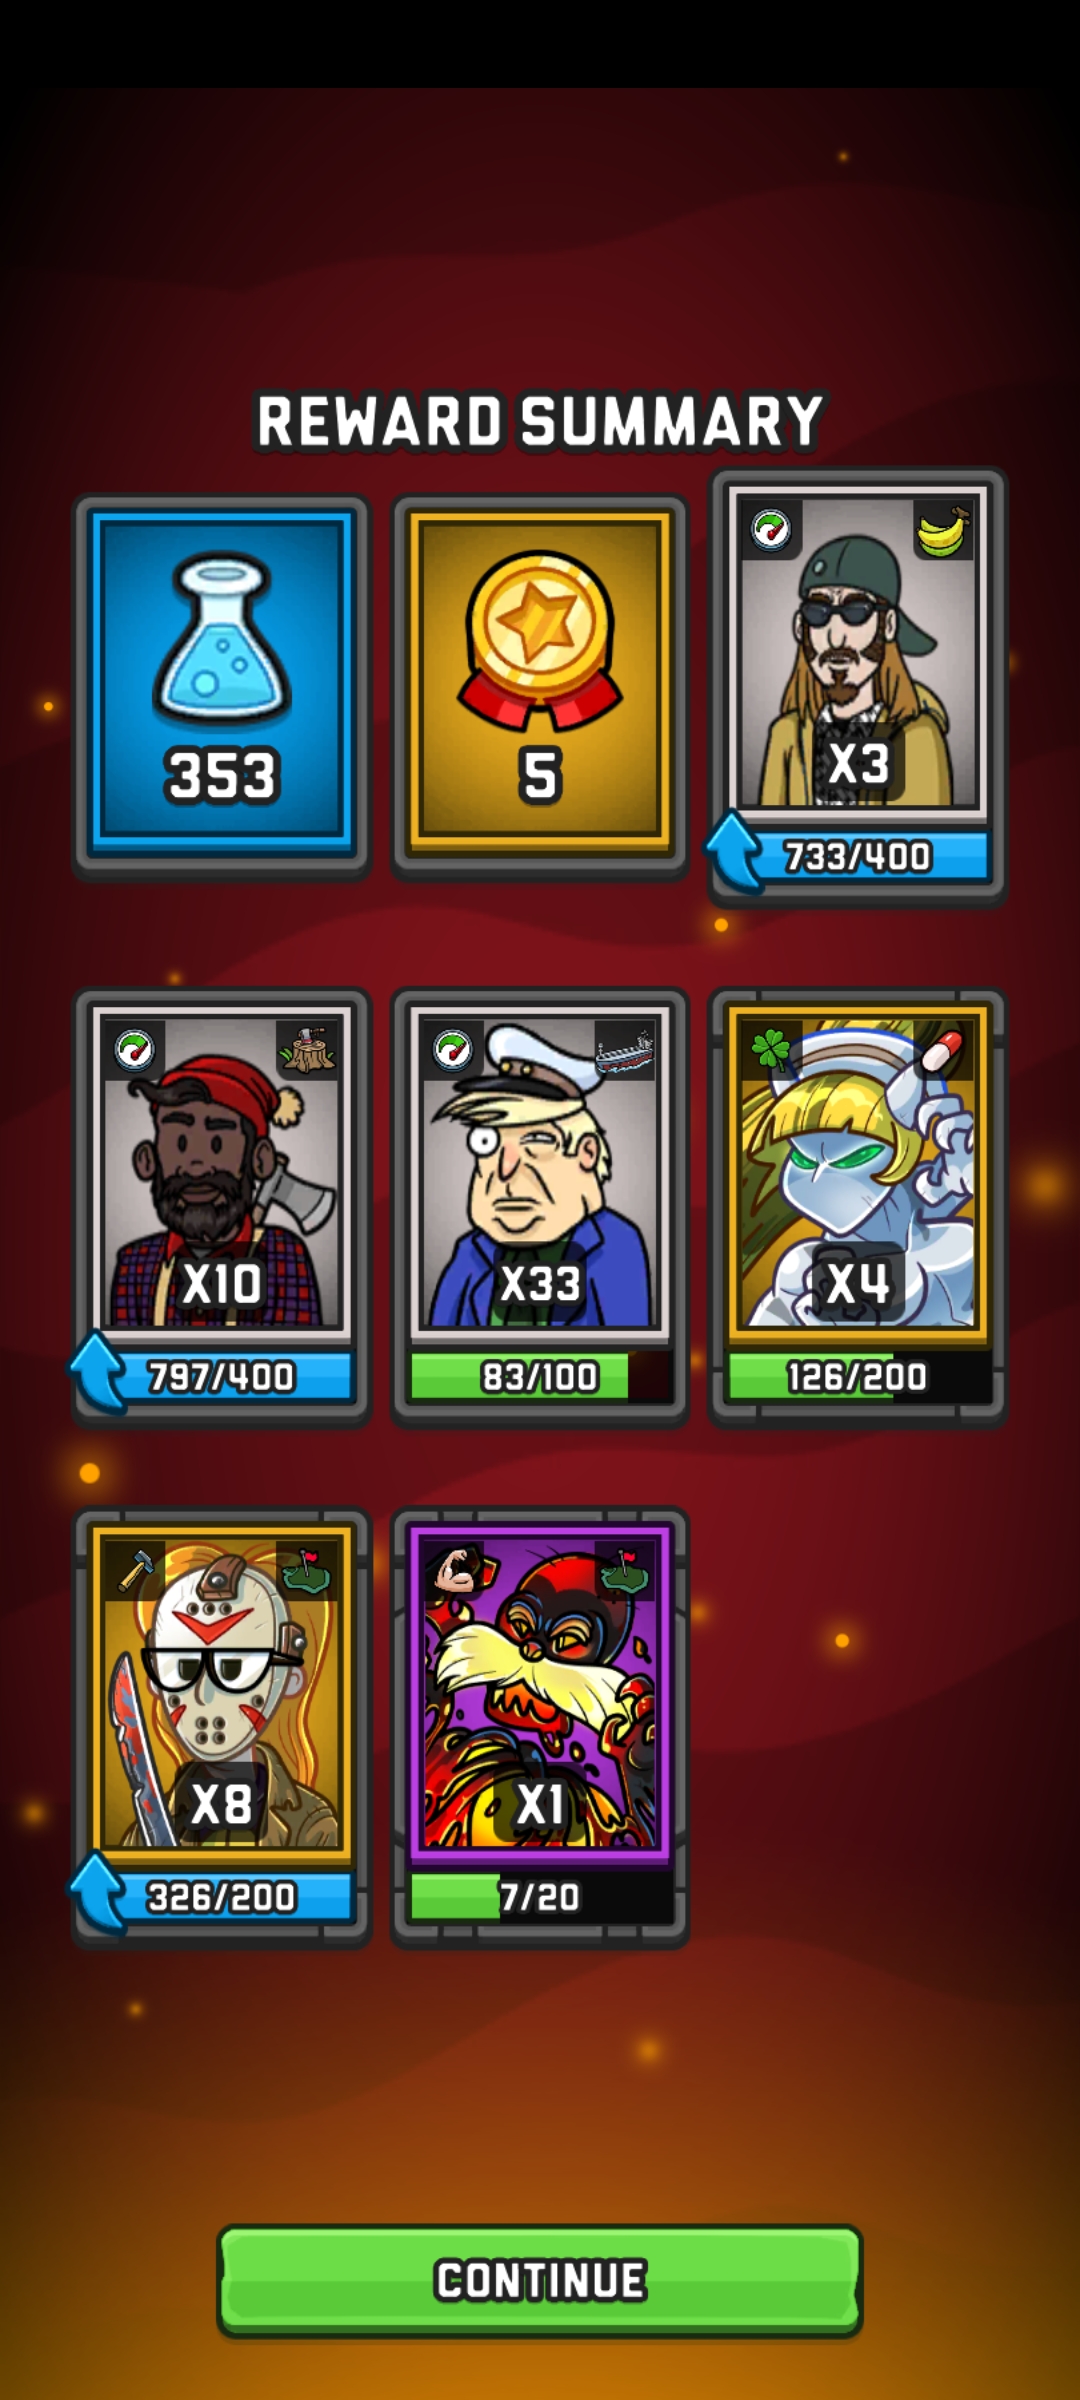 REWARD SUMMARY
353
5
X3
733/400
X10
797/400
X33
83/100
X4
126/200
X8
326/200
X1
7/20
CONTINUE